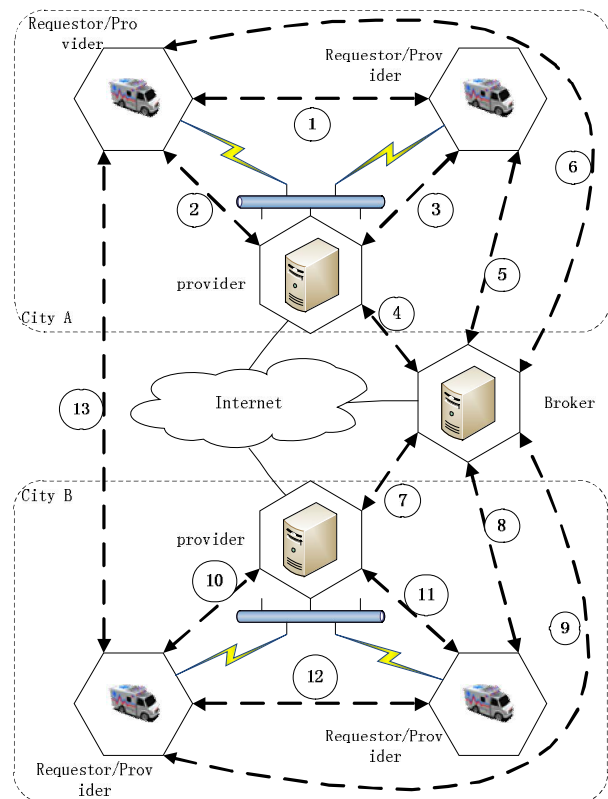 Requestor/Pro
vider
Requestor/Prov
ider
1
6
2
3
provider
5
4
City A
Internet
Broker
13
City B
7
8
provider
10
11
9
12
Requestor/Prov
ider
Requestor/Prov
ider